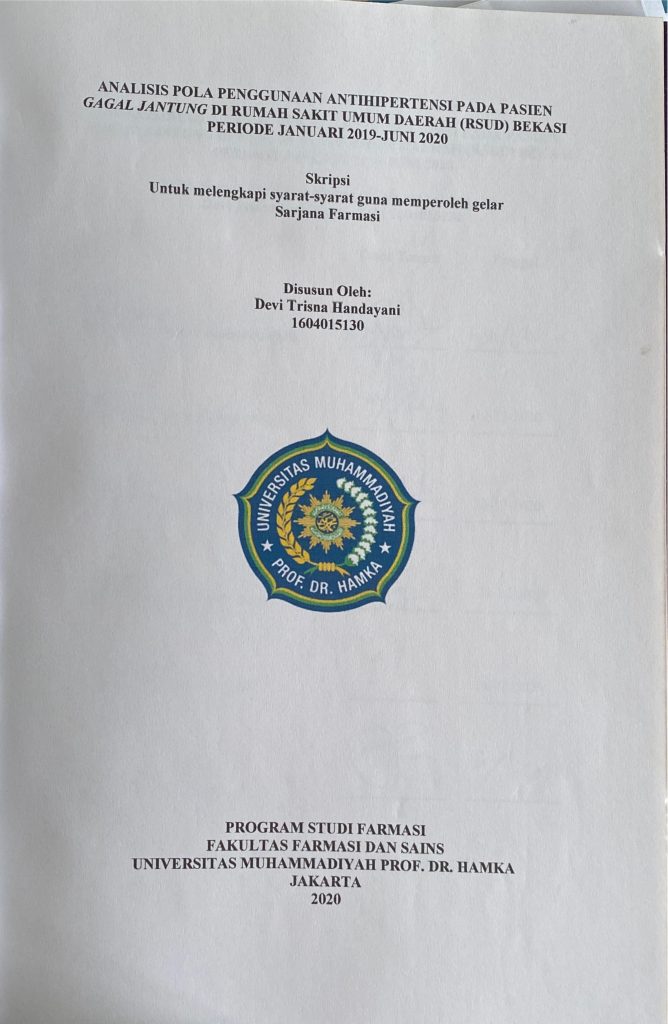 ANALISIS POLA PENGGUNAAN ANTIHIPERTENSI PADA PASIEN
GAGAL JANTUNG DI RUMAH SAKIT UMUM DAERAH (RSUD) BEKASI
PERIODE JANUARI 2019-JUNI 2020
Skripsi
Untuk melengkapi syarat-syarat guna memperoleh gelar
Sarjana Farmasi
Disusun Oleh:
Devi Trisna Handayani
1604015130
UNIVERSITAS MUHAMMADIYAH
PROF. DR. HAMKA
PROGRAM STUDI FARMASI
FAKULTAS FARMASI DAN SAINS
UNIVERSITAS MUHAMMADIYAH PROF. DR. HAMKA
JAKARTA
2020